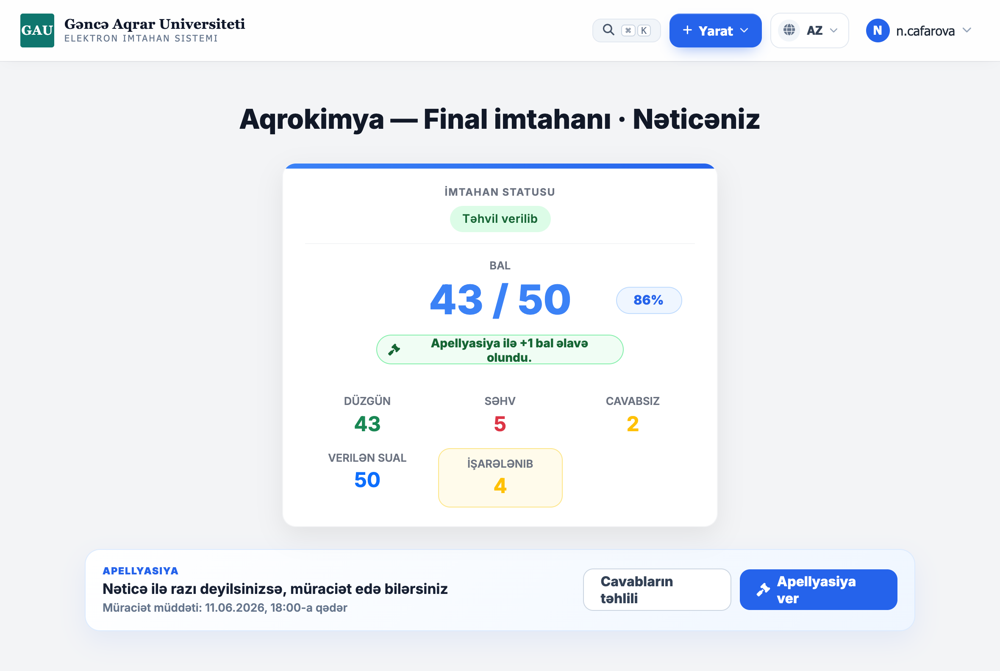 GAU
Gəncə Aqrar Universiteti
ELEKTRON IMTAHAN SISTEMI
⌘ K
+ Yarat
AZ
N
n.cafarova
Aqrokimya — Final imtahanı · Nəticəniz
İMTAHAN STATUSU
Təhvil verilib
BAL
43 / 50
86%
Apellyasiya ilə +1 bal əlavə
olundu.
DÜZGÜN
43
SƏHV
5
CAVABSIZ
2
VERILƏN SUAL
50
İŞARƏLƏNIB
4
APELLYASIYA
Nəticə ilə razı deyilsinizsə, müraciət edə bilərsiniz
Müraciət müddəti: 11.06.2026, 18:00-a qədər
Cavabların
təhlili
Apellyasiya
ver